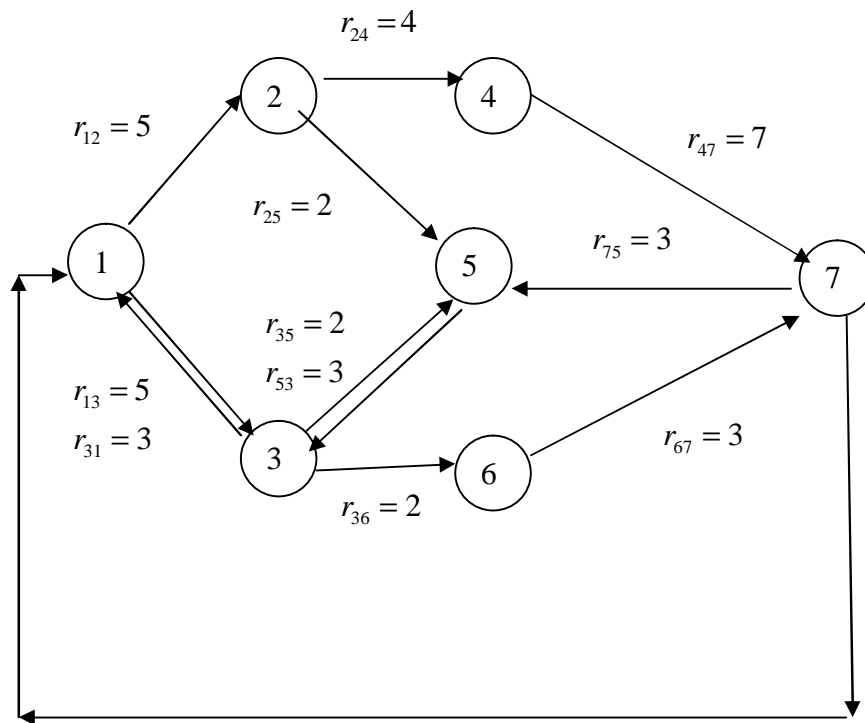 r₂₄ = 4
2
4
r₁₂ = 5
r₄₇ = 7
r₂₅ = 2
r₇₅ = 3
1
5
7
r₃₅ = 2
r₅₃ = 3
r₁₃ = 5
r₃₁ = 3
r₆₇ = 3
3
6
r₃₆ = 2